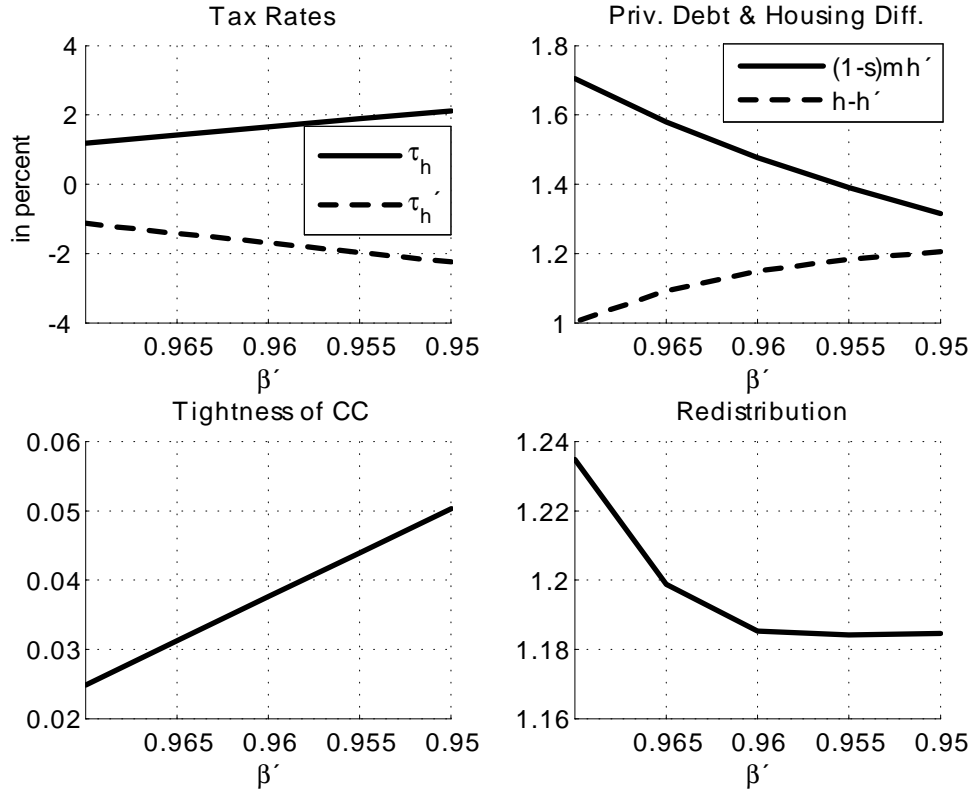 Tax Rates
4
2
0
-2
-4
in percent
τh
τh´
0.965 0.96 0.955 0.95
β´
Priv. Debt & Housing Diff.
1.8
1.6
1.4
1.2
1
(1-s)mh´
h-h´
0.965 0.96 0.955 0.95
β´
Tightness of CC
0.06
0.05
0.04
0.03
0.02
0.965 0.96 0.955 0.95
β´
Redistribution
1.24
1.22
1.2
1.18
1.16
0.965 0.96 0.955 0.95
β´